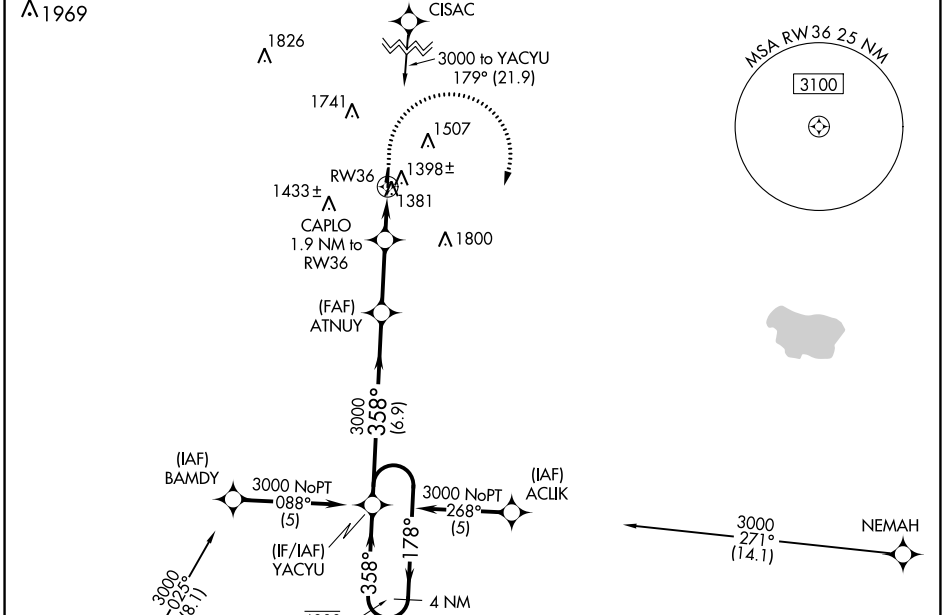 1969
CISAC
1826
3000 to YACYU
179° (21.9)
MSA RW36 25 NM
3100
1741
1507
RW36
1398±
1381
1433±
CAPLO
1.9 NM to
RW36
1800
(FAF)
ATNUY
3000
358°
(6.9)
(IAF)
BAMDY
3000 NoPT
088°
(5)
3000 NoPT
268°
(5)
(IAF)
ACLIK
(IF/IAF)
YACYU
358°
178°
4 NM
3000
271°
(14.1)
NEMAH
3000
025°
8.1)